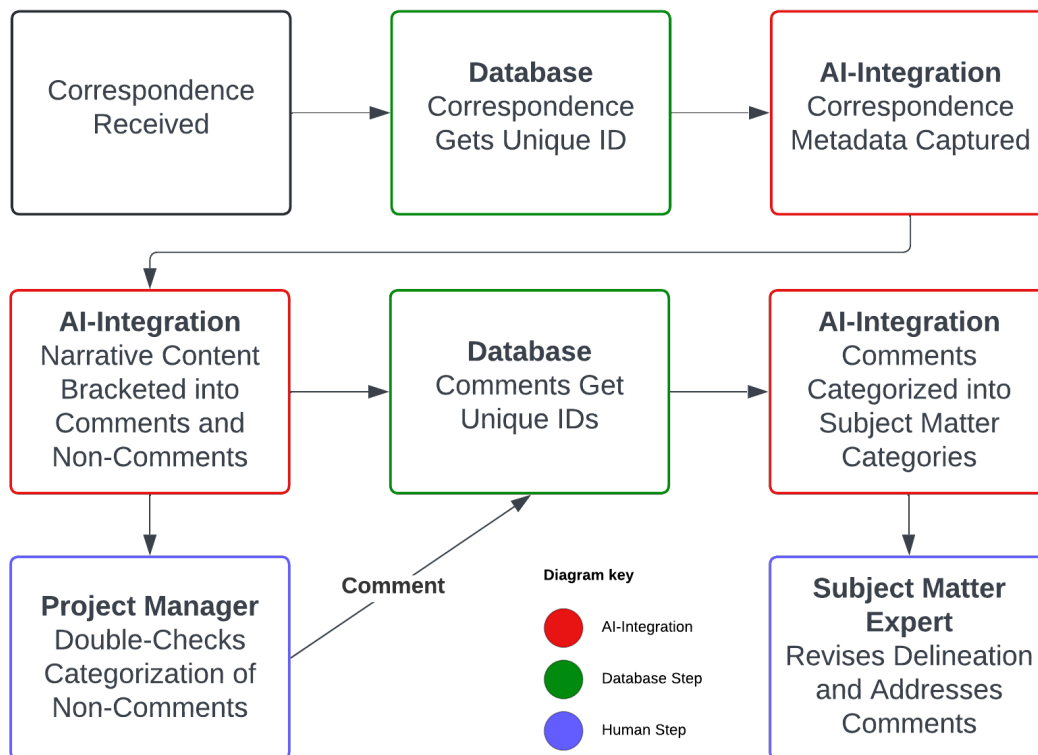 Correspondence
Received
Database
Correspondence
Gets Unique ID
AI-Integration
Correspondence
Metadata Captured
AI-Integration
Narrative Content
Bracketed into
Comments and
Non-Comments
Database
Comments Get
Unique IDs
AI-Integration
Comments
Categorized into
Subject Matter
Categories
Project Manager
Double-Checks
Categorization of
Non-Comments
Comment
Diagram key
AI-Integration
Database Step
Human Step
Subject Matter
Expert
Revises Delineation
and Addresses
Comments